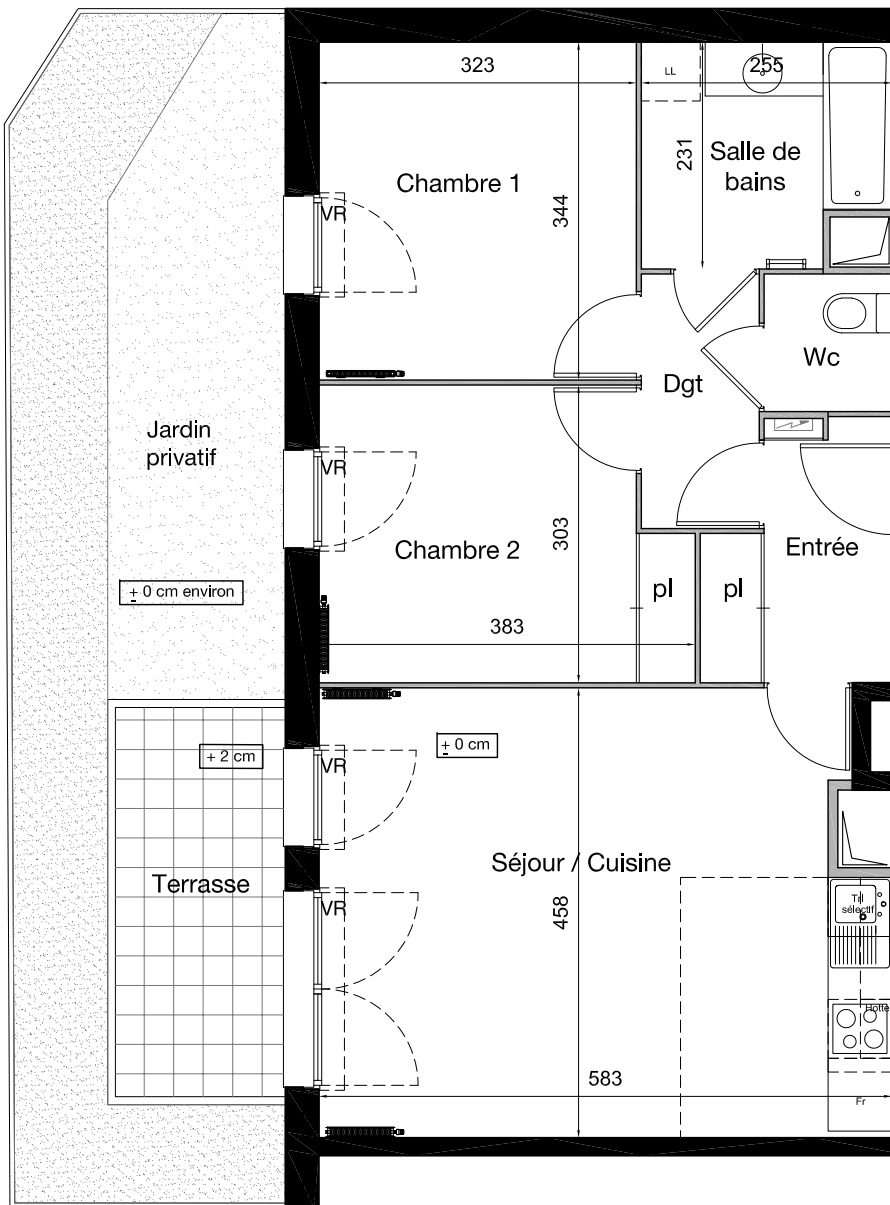 323
255
LL
Salle de
bains
231
Chambre 1
344
VR
Wc
Dgt
Jardin
privatif
VR
Chambre 2
303
Entrée
+ 0 cm environ
pl
pl
383
+ 2 cm
+ 0 cm
VR
Séjour / Cuisine
Terrasse
458
VR
Tri
sélectif
Hotte
583
Fr